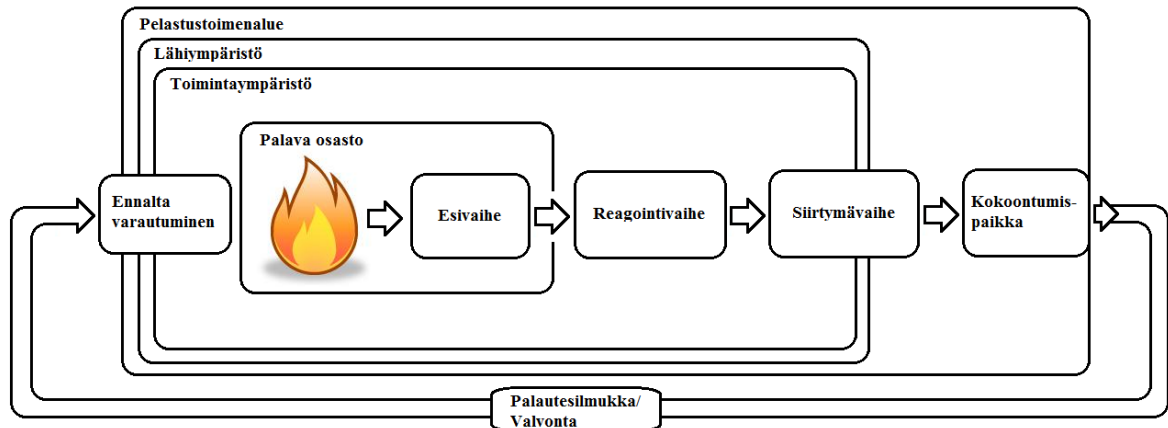 Pelastustoimenalue
Lähiympäristö
Toimintaympäristö
Palava osasto
Ennalta
varautuminen
Esivaihe
Reagointivaihe
Siirtymävaihe
Kokoontumis-
paikka
Palautesilmukka/
Valvonta